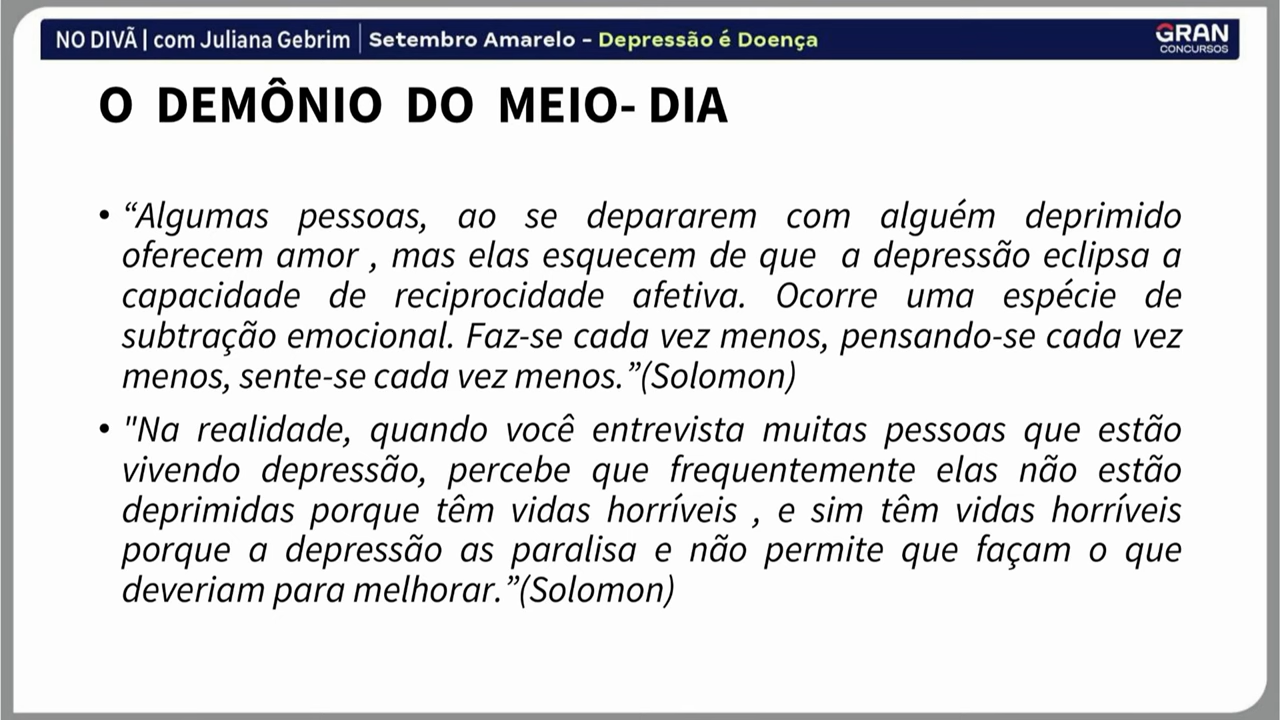 NO DIVÃ | com Juliana Gebrim | Setembro Amarelo – Depressão é Doença
GRAN
CONCURSOS
O DEMÔNIO DO MEIO- DIA
• “Algumas pessoas, ao se depararem com alguém deprimido
oferecem amor , mas elas esquecem de que a depressão eclipsa a
capacidade de reciprocidade afetiva. Ocorre uma espécie de
subtração emocional. Faz-se cada vez menos, pensando-se cada vez
menos, sente-se cada vez menos.”(Solomon)
• "Na realidade, quando você entrevista muitas pessoas que estão
vivendo depressão, percebe que frequentemente elas não estão
deprimidas porque têm vidas horríveis , e sim têm vidas horríveis
porque a depressão as paralisa e não permite que façam o que
deveriam para melhorar.”(Solomon)